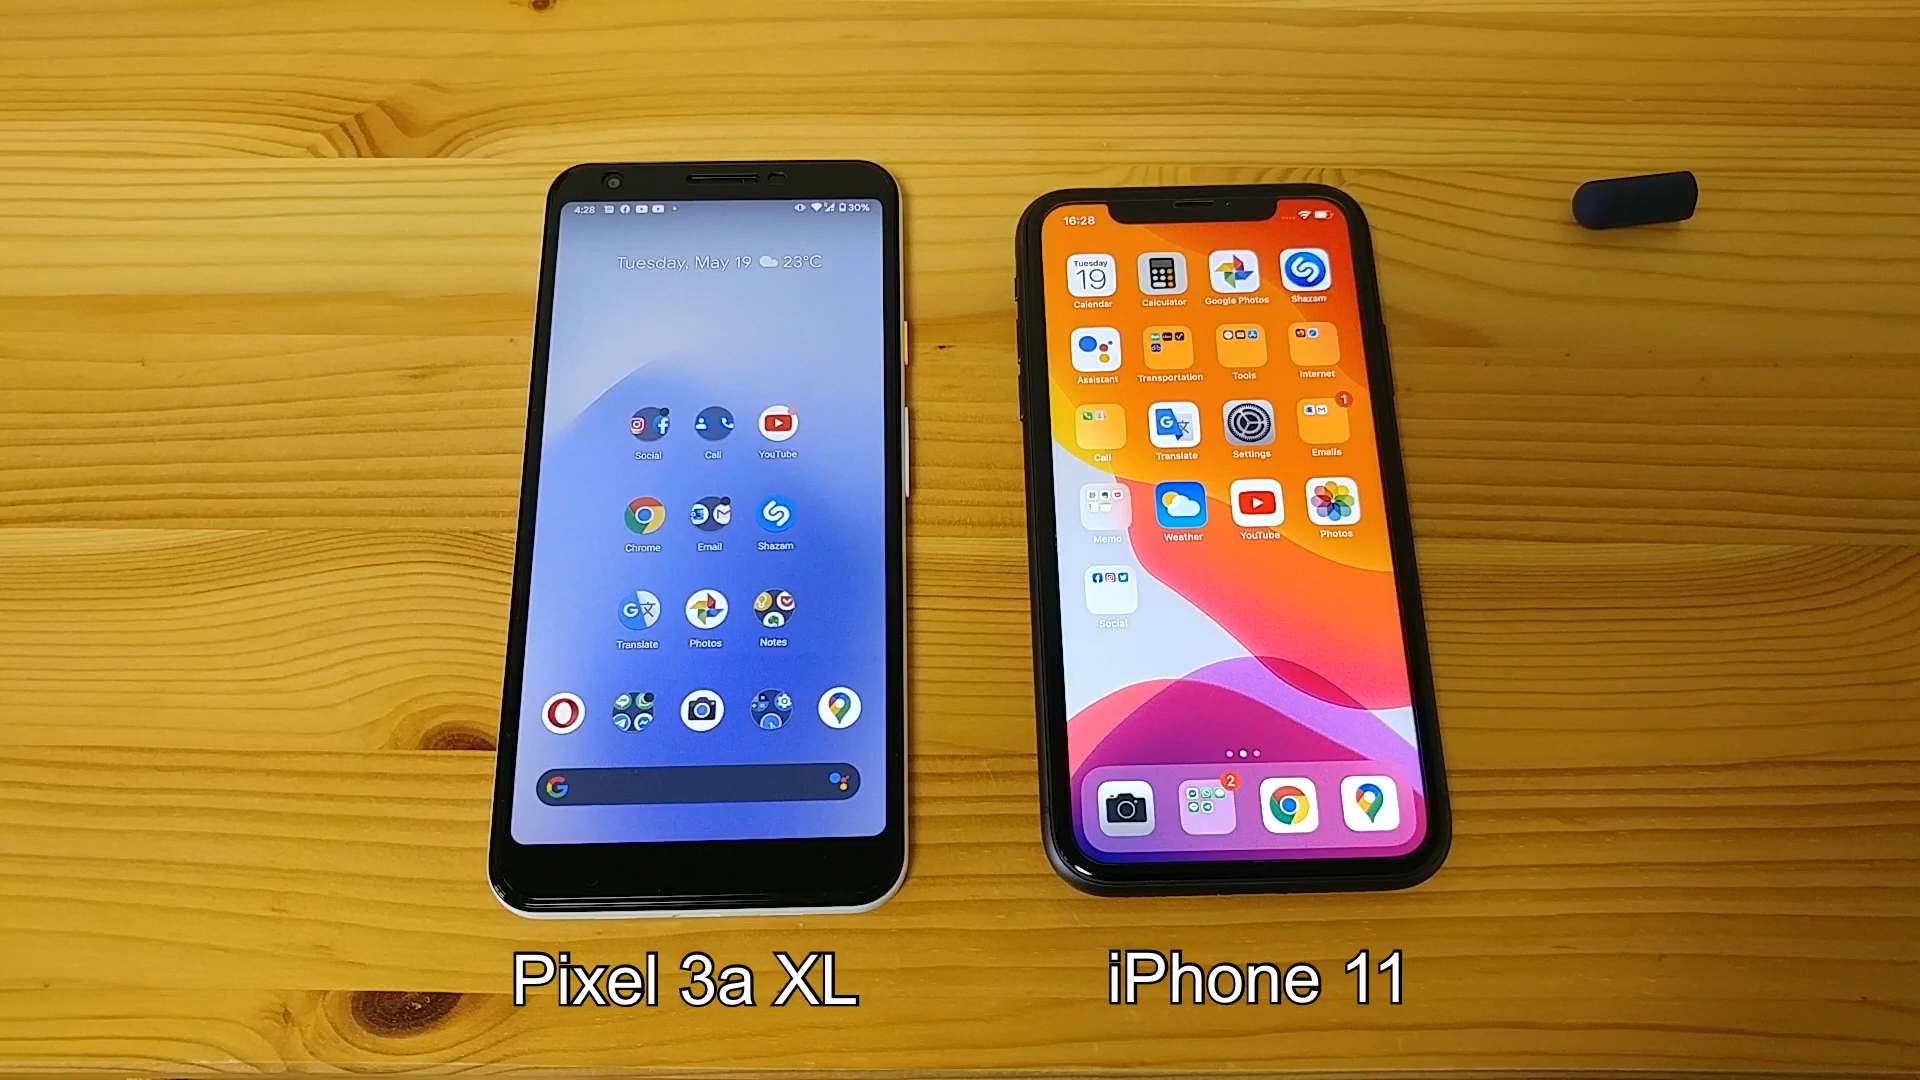 4:28
30%
Tuesday, May 19 23°C
Social Call YouTube
Chrome Email Shazam
Translate Photos Notes
16:28
Tuesday
19
Calendar Calculator Google Photos Shazam
Assistant Transportation Tools Internet
1
Call Translate Settings Emails
Memo Weather YouTube Photos
Social
2
Pixel 3a XL
iPhone 11